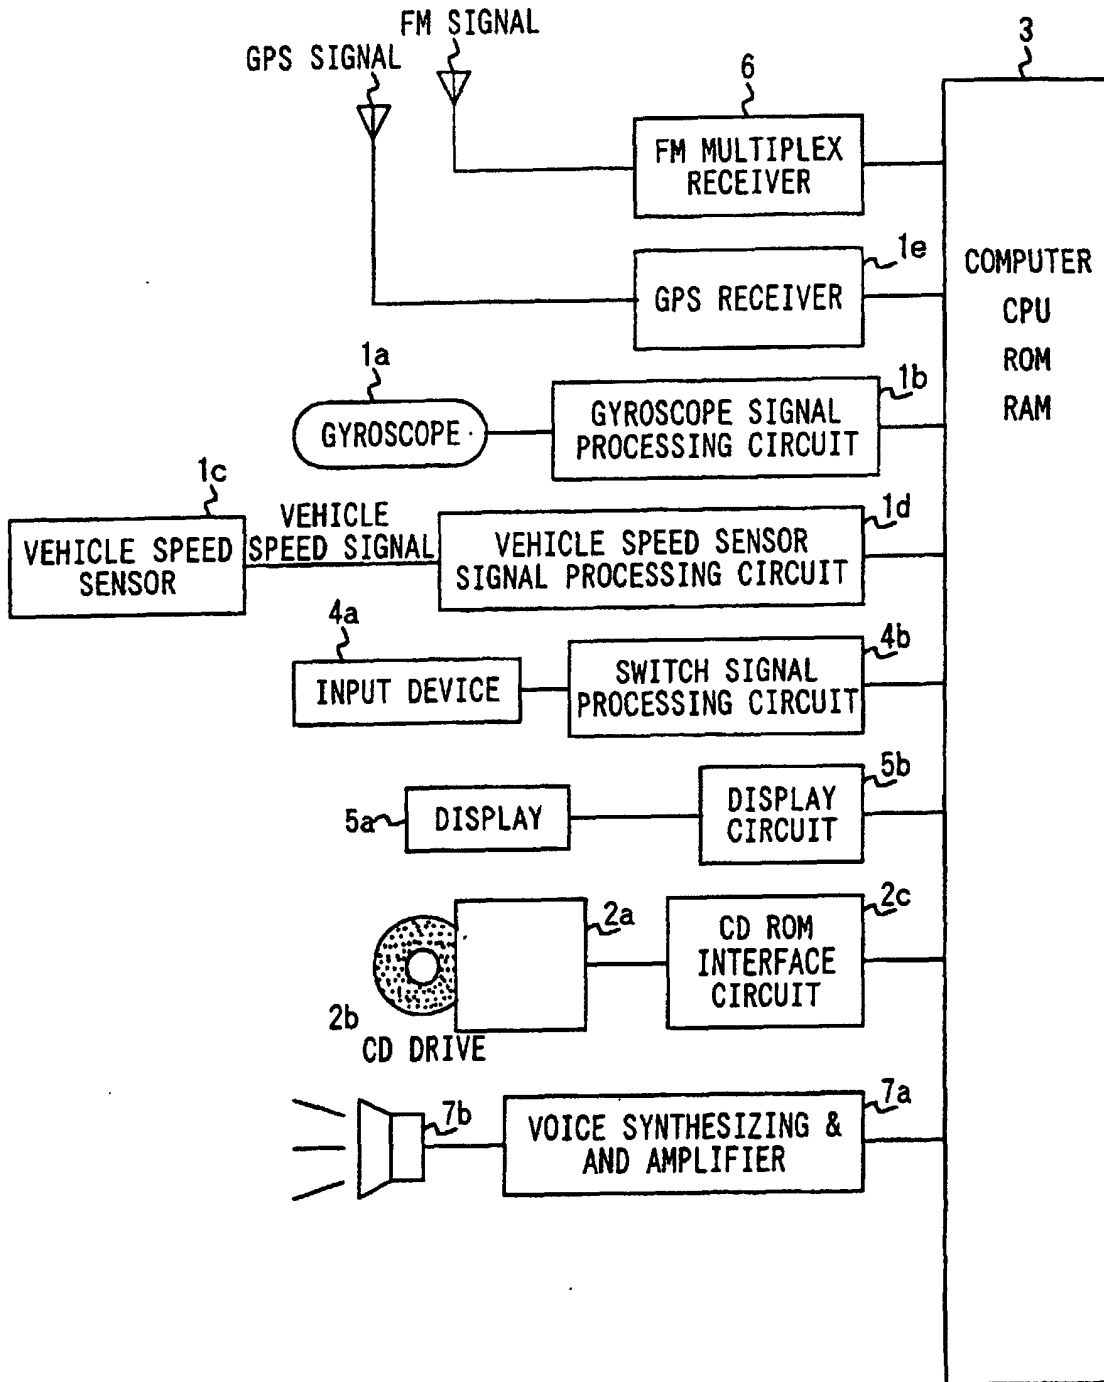 FM SIGNAL
GPS SIGNAL
3
6
FM MULTIPLEX
RECEIVER
1e
GPS RECEIVER
COMPUTER
CPU
ROM
RAM
1a
GYROSCOPE
1b
GYROSCOPE SIGNAL
PROCESSING CIRCUIT
1c
VEHICLE SPEED
SENSOR
VEHICLE
SPEED SIGNAL
1d
VEHICLE SPEED SENSOR
SIGNAL PROCESSING CIRCUIT
4a
INPUT DEVICE
4b
SWITCH SIGNAL
PROCESSING CIRCUIT
5a
DISPLAY
5b
DISPLAY
CIRCUIT
2a
2b
CD DRIVE
2c
CD ROM
INTERFACE
CIRCUIT
7b
7a
VOICE SYNTHESIZING &
AND AMPLIFIER